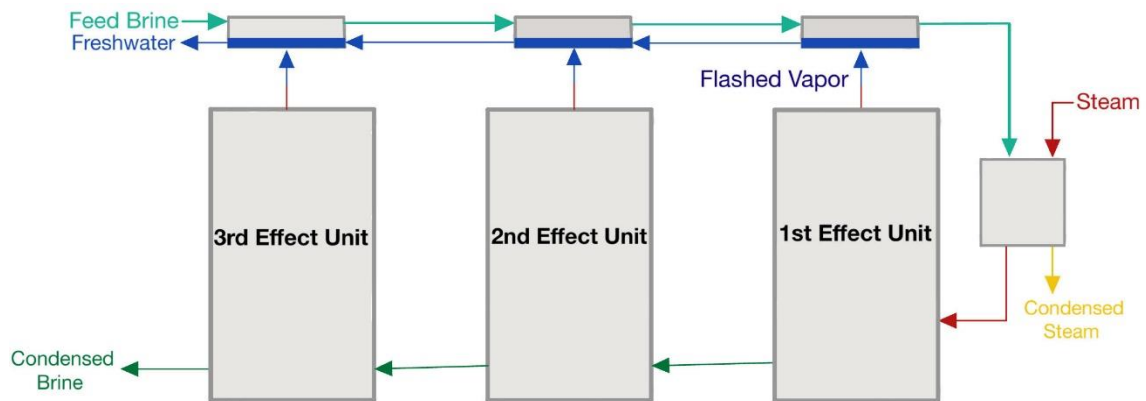 Feed Brine
Freshwater
Flashed Vapor
Steam
3rd Effect Unit
2nd Effect Unit
1st Effect Unit
Condensed
Steam
Condensed
Brine